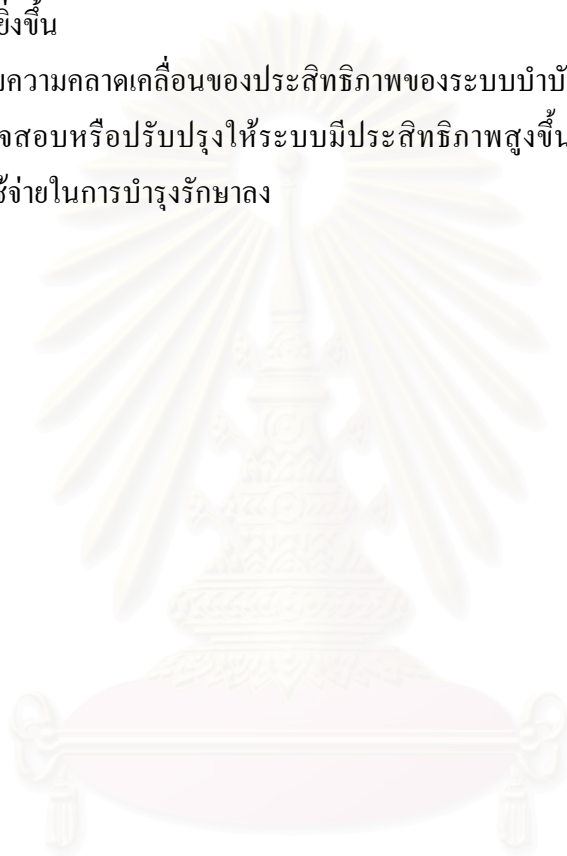 ยิ่งขึ้น
ความคลาดเคลื่อนของประสิทธิภาพของระบบบำบั
จสอบหรือปรับปรุงให้ระบบมีประสิทธิภาพสูงขึ้น
ช้จ่ายในการบำรุงรักษาลง